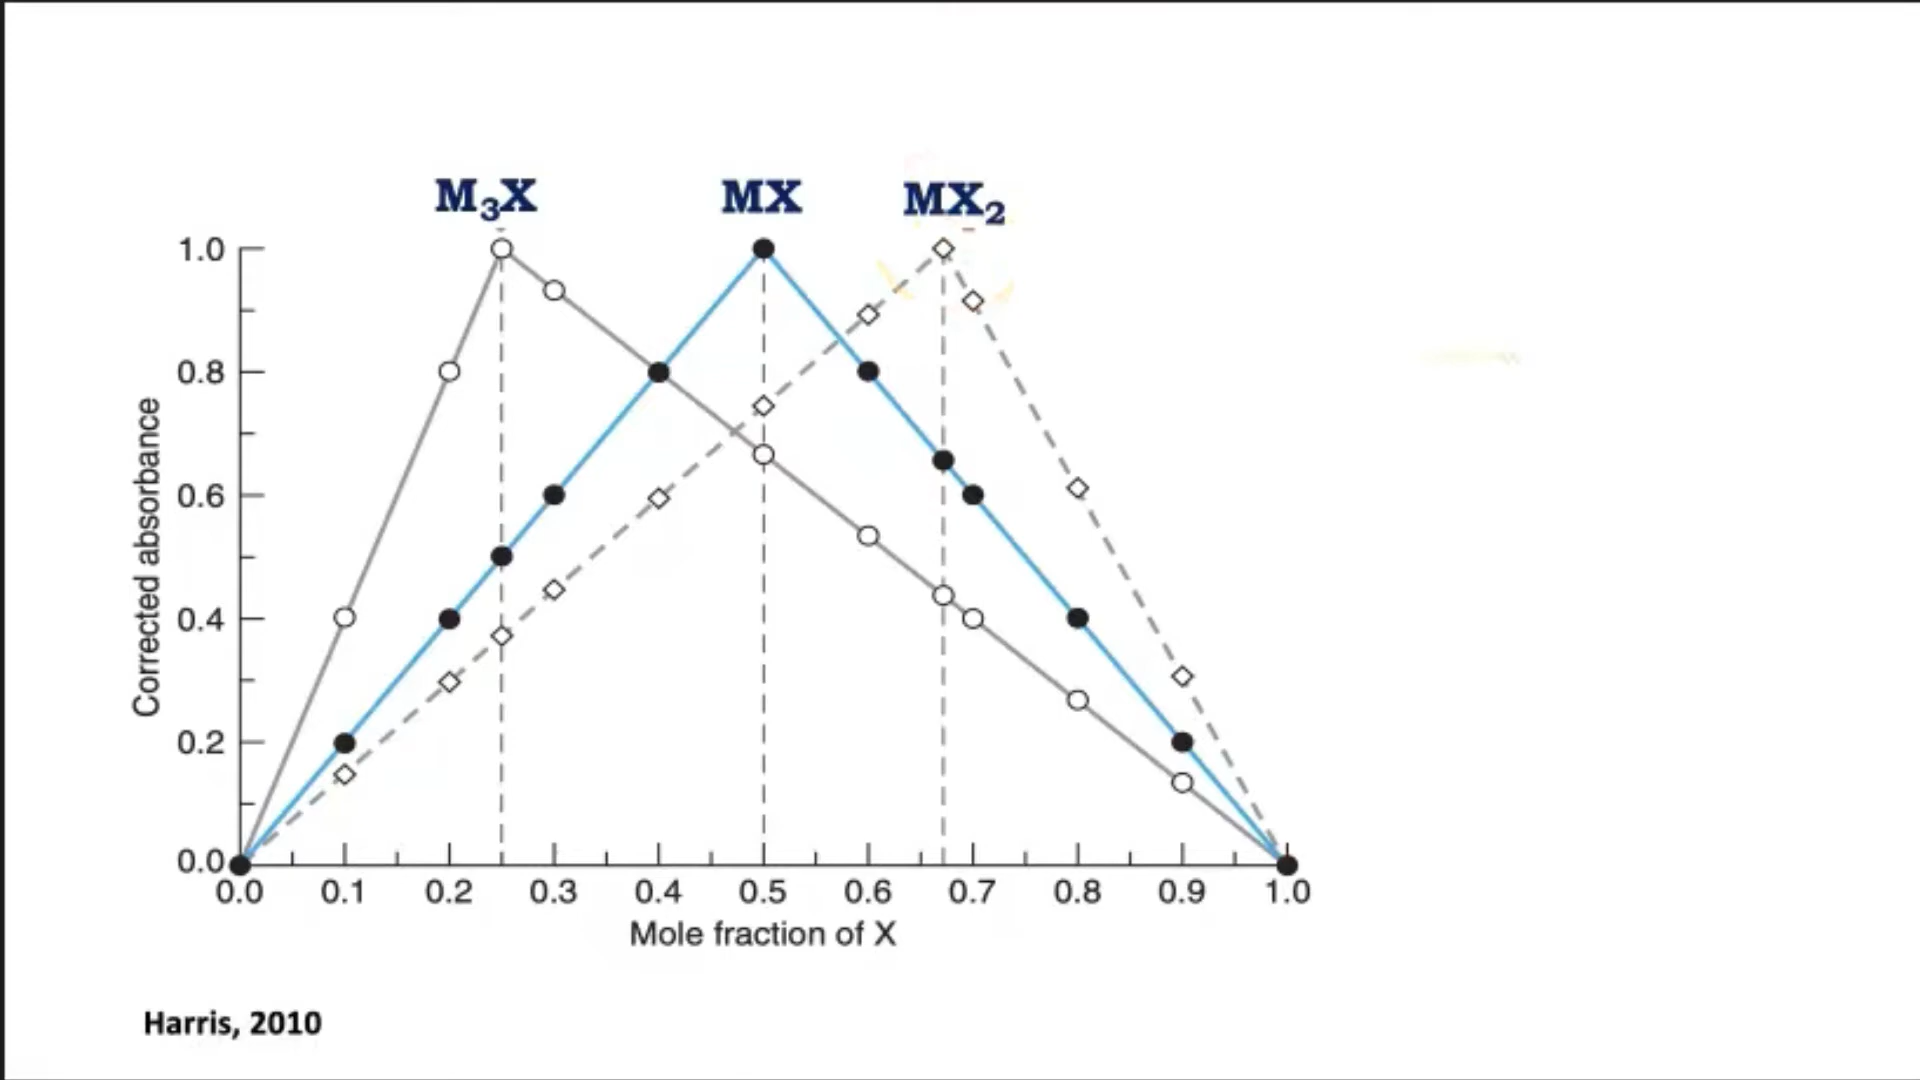 M₃X MX MX₂
1.0
0.8
0.6
0.4
0.2
0.0
Corrected absorbance
0.0 0.1 0.2 0.3 0.4 0.5 0.6 0.7 0.8 0.9 1.0
Mole fraction of X
Harris, 2010